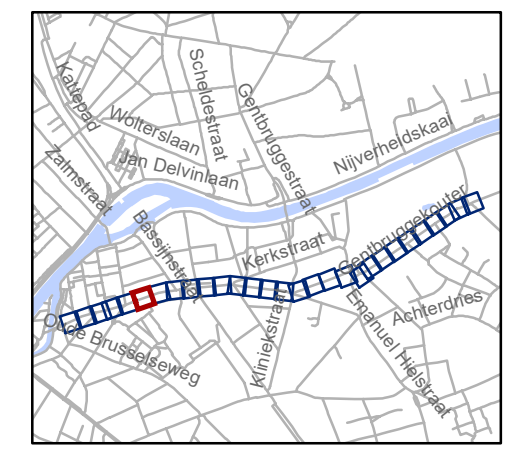 Kattepad
Scheldestraat
Gentbruggestraat
Wolterslaan
Jan Delvinlaan
Nijverheidskaai
Zalmstraat
Bassijnstraat
Kerkstraat
Gentbruggekouter
Oude Brusselseweg
Kliniekstraat
Emanuel Hielstraat
Achterdries